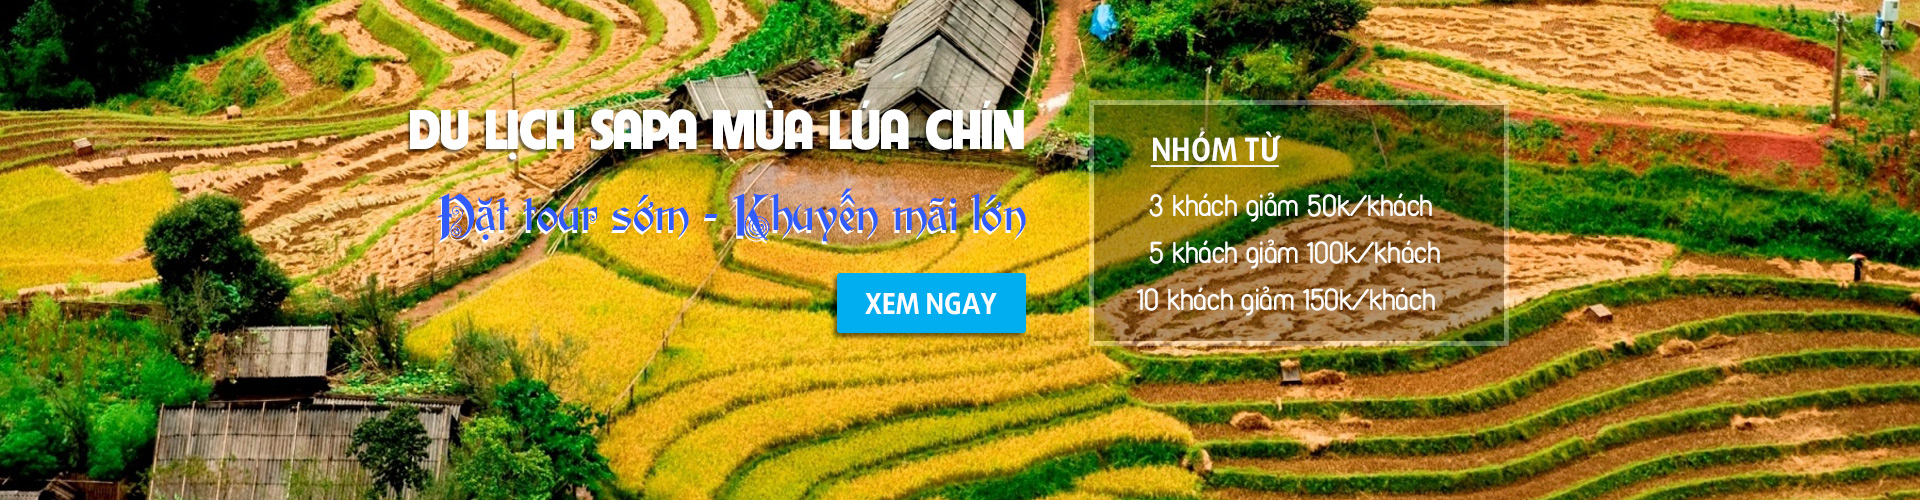 DU LỊCH SAPA MÙA LÚA CHÍN
Đặt tour sớm - Khuyến mãi lớn
XEM NGAY
NHÓM TỪ
3 khách giảm 50k/khách
5 khách giảm 100k/khách
10 khách giảm 150k/khách